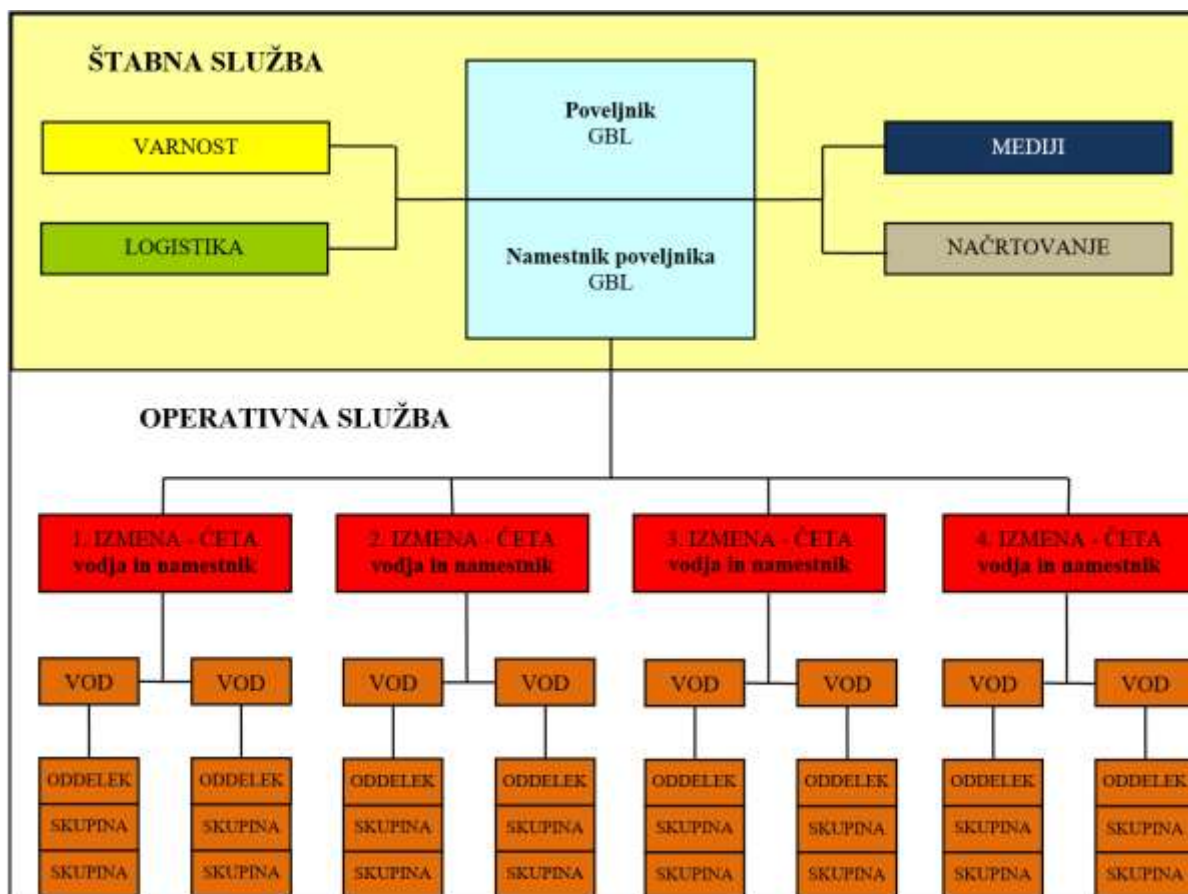 ŠTABNA SLUŽBA
Poveljnik
GBL
VARNOST
MEDIJI
LOGISTIKA
Namestnik poveljnika
GBL
NAČRTOVANJE
OPERATIVNA SLUŽBA
1. IZMENA - ČETA
vodja in namestnik
2. IZMENA - ČETA
vodja in namestnik
3. IZMENA - ČETA
vodja in namestnik
4. IZMENA - ČETA
vodja in namestnik
VOD VOD VOD VOD VOD VOD VOD VOD
ODDELEK ODDELEK ODDELEK ODDELEK ODDELEK ODDELEK ODDELEK ODDELEK
SKUPINA SKUPINA SKUPINA SKUPINA SKUPINA SKUPINA SKUPINA SKUPINA
SKUPINA SKUPINA SKUPINA SKUPINA SKUPINA SKUPINA SKUPINA SKUPINA